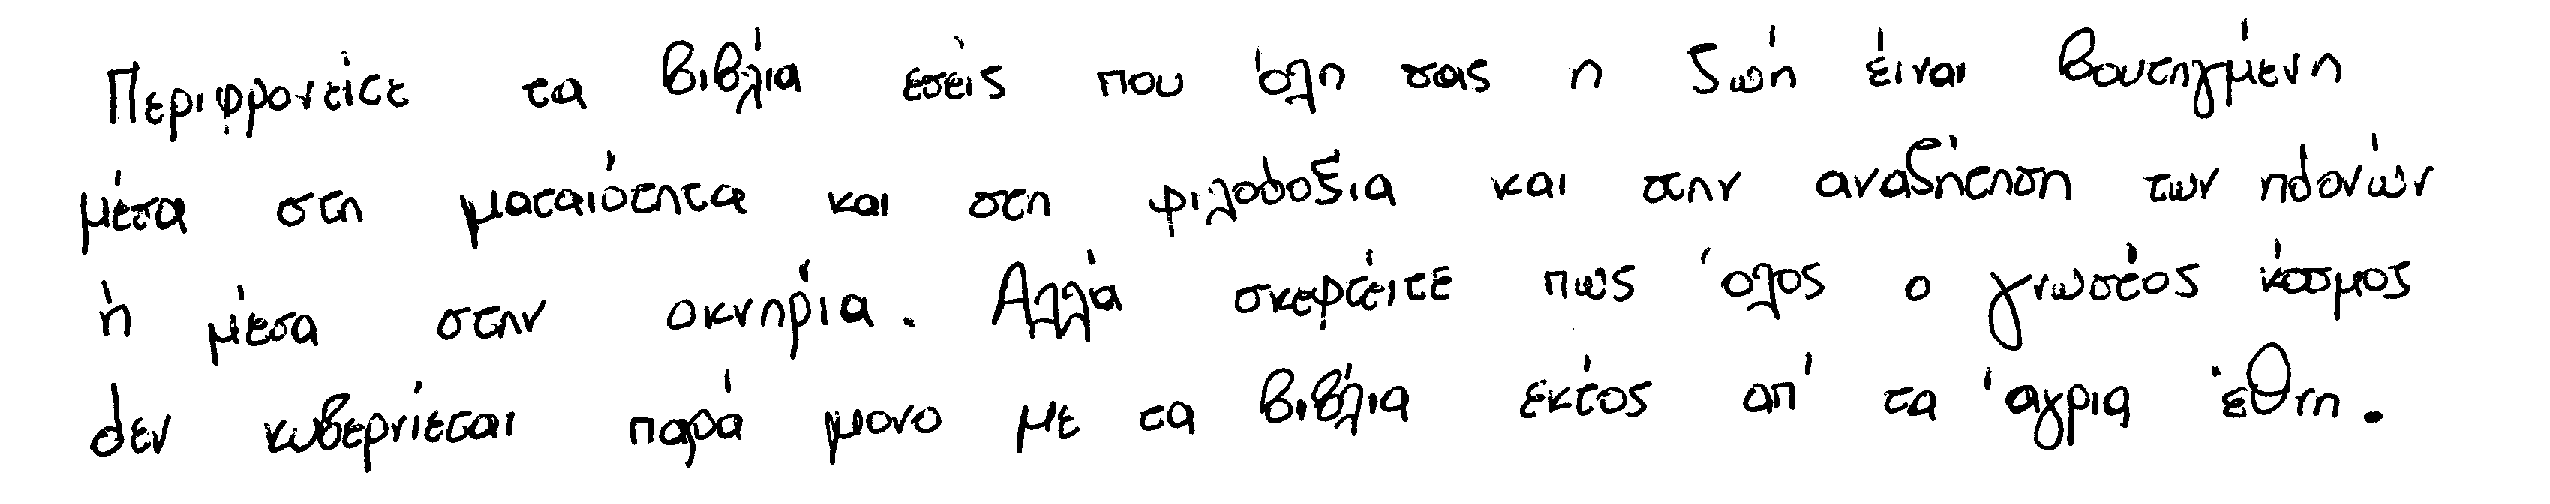 Περιφρονείτε τα βιβλία εσείς που όλη σας η ζωή είναι βουτηγμένη
μέσα στη ματαιότητα και στη φιλοδοξία και στην αναζήτηση των ηδονών
ή μέσα στην οκνηρία. Αλλά σκεφτείτε πως όλος ο γνωστός κόσμος
δεν κυβερνιέται παρά μονο με τα βιβλία εκτός απ' τα άγρια έθνη.